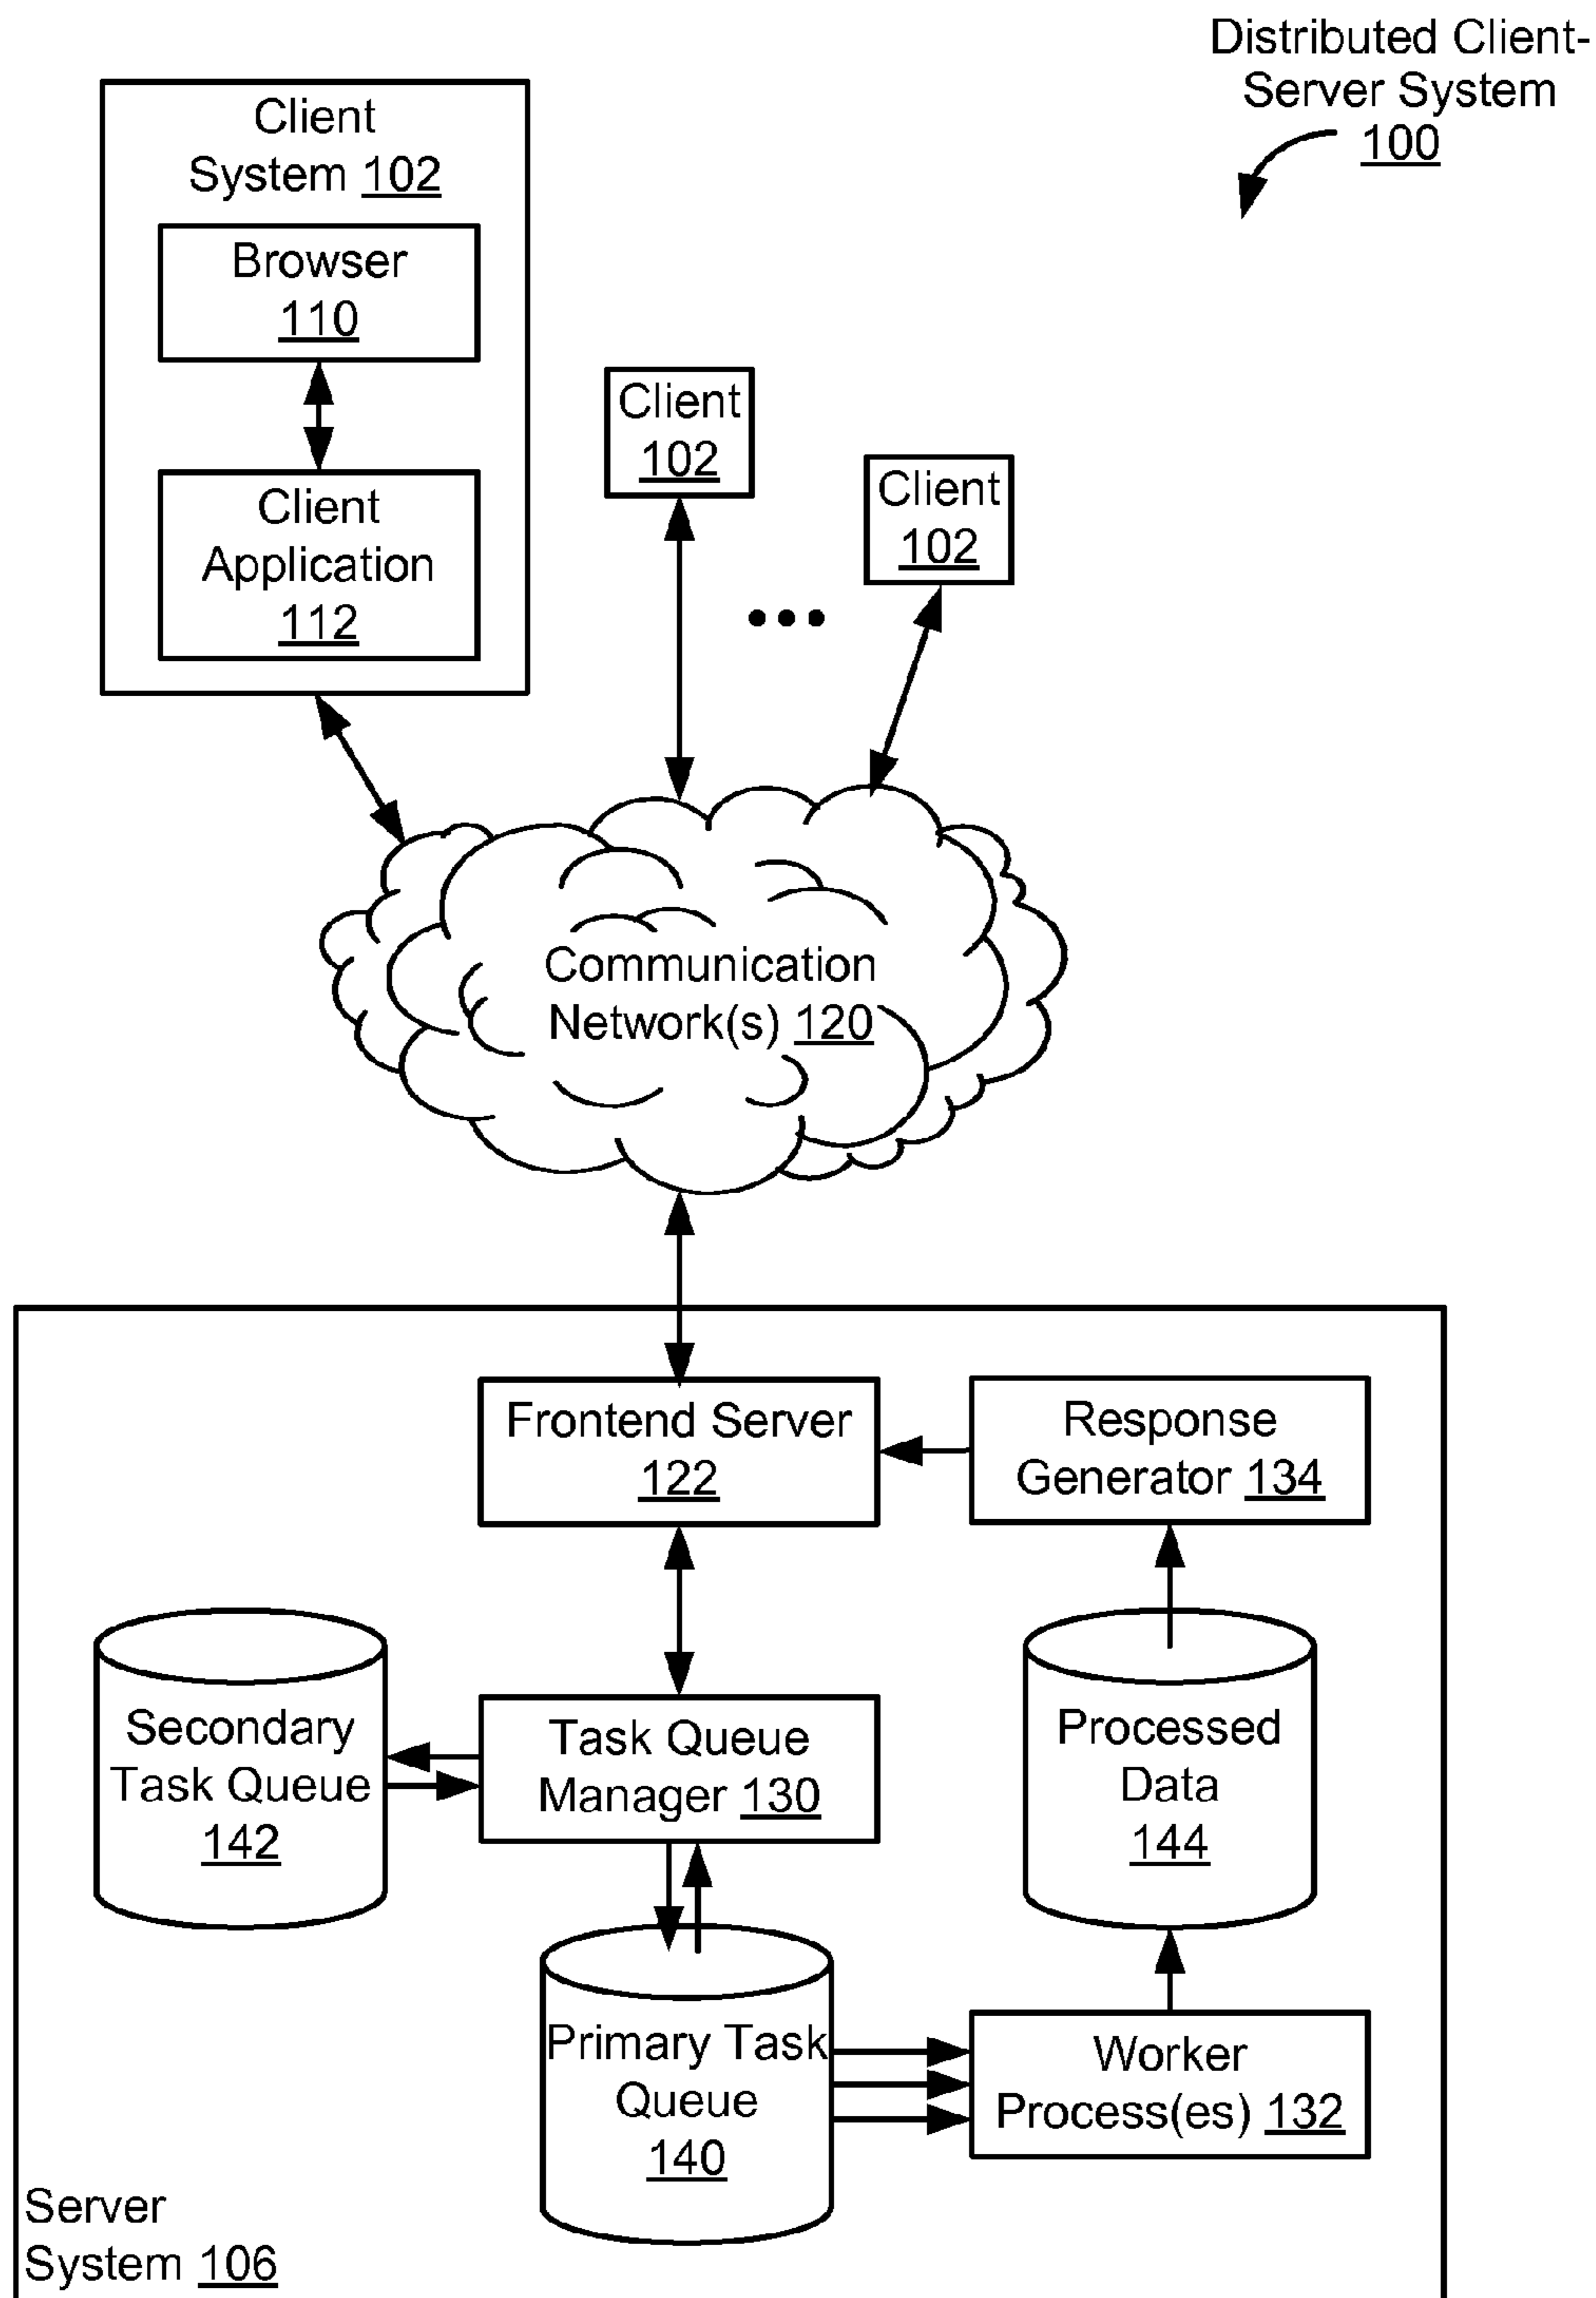 Distributed Client-
Server System
100
Client
System 102
Browser
110
Client
Application
112
Client
102
Client
102
Communication
Network(s) 120
Frontend Server
122
Response
Generator 134
Secondary
Task Queue
142
Task Queue
Manager 130
Processed
Data
144
Primary Task
Queue
140
Worker
Process(es) 132
Server
System 106